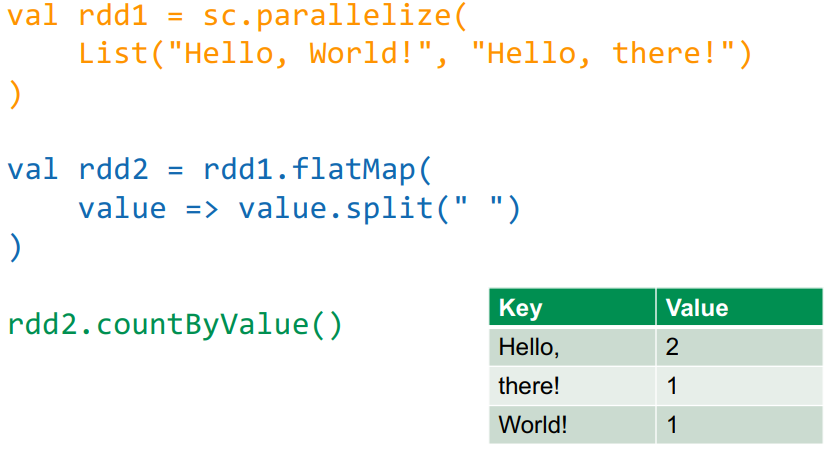 val rdd1 = sc.parallelize(
    List("Hello, World!", "Hello, there!")
)
val rdd2 = rdd1.flatMap(
    value => value.split(" ")
)
rdd2.countByValue()
Key Value
Hello, 2
there! 1
World! 1